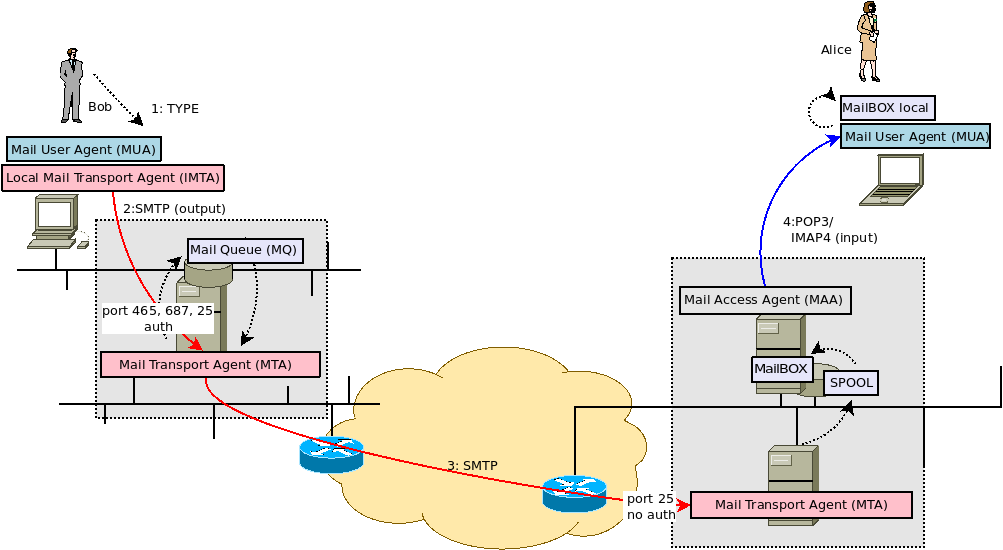 Alice
Bob
1: TYPE
MailBOX local
Mail User Agent (MUA)
Mail User Agent (MUA)
Local Mail Transport Agent (lMTA)
2:SMTP (output)
4:POP3/
IMAP4 (input)
Mail Queue (MQ)
port 465, 687, 25
auth
Mail Access Agent (MAA)
Mail Transport Agent (MTA)
MailBOX
SPOOL
3: SMTP
port 25
no auth
Mail Transport Agent (MTA)